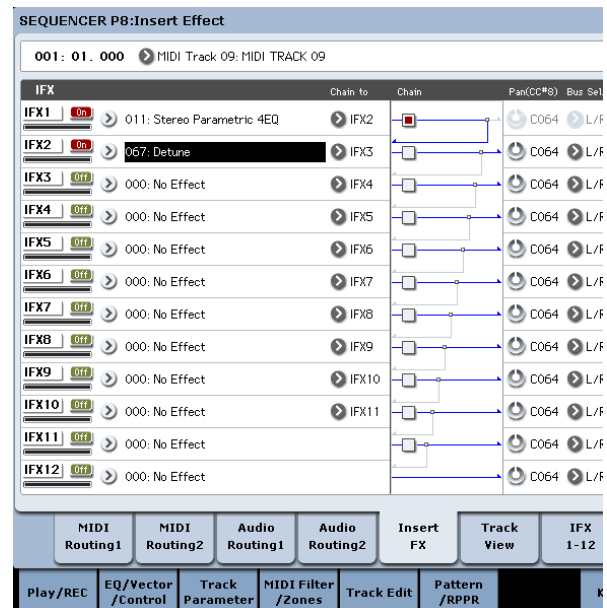 SEQUENCER P8:Insert Effect
001: 01. 000 MIDI Track 09: MIDI TRACK 09
IFX Chain to Chain Pan(CC#8) Bus Sel.
IFX1 On 011: Stereo Parametric 4EQ IFX2 C064 L/R
IFX2 On 067: Detune IFX3 C064 L/R
IFX3 Off 000: No Effect IFX4 C064 L/R
IFX4 Off 000: No Effect IFX5 C064 L/R
IFX5 Off 000: No Effect IFX6 C064 L/R
IFX6 Off 000: No Effect IFX7 C064 L/R
IFX7 Off 000: No Effect IFX8 C064 L/R
IFX8 Off 000: No Effect IFX9 C064 L/R
IFX9 Off 000: No Effect IFX10 C064 L/R
IFX10 Off 000: No Effect IFX11 C064 L/R
IFX11 Off 000: No Effect C064 L/R
IFX12 Off 000: No Effect C064 L/R
MIDI Routing1 MIDI Routing2 Audio Routing1 Audio Routing2 Insert FX Track View IFX 1-12
Play/REC EQ/Vector /Control Track Parameter MIDI Filter /Zones Track Edit Pattern /RPPR K